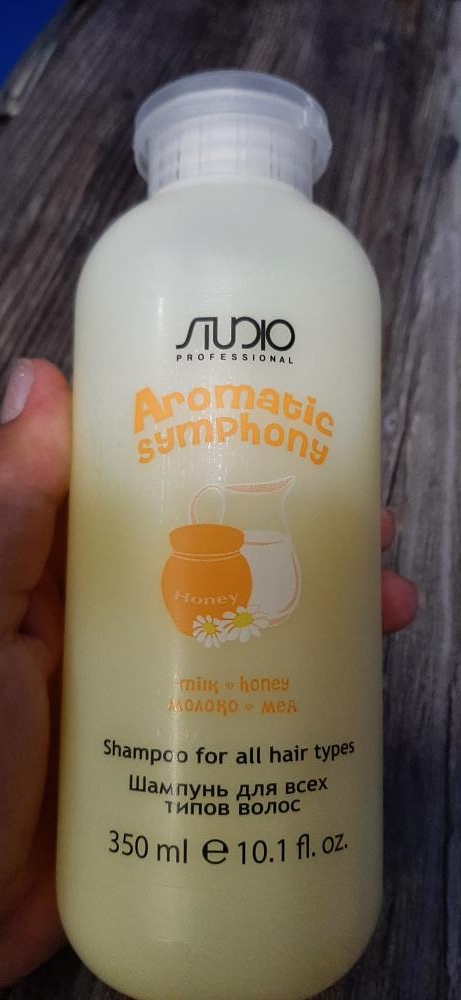 STUDIO
PROFESSIONAL
Aromatic
symphony
Honey
milk honey
молоко мед
Shampoo for all hair types
Шампунь для всех
типов волос
350 ml ℮ 10.1 fl. oz.